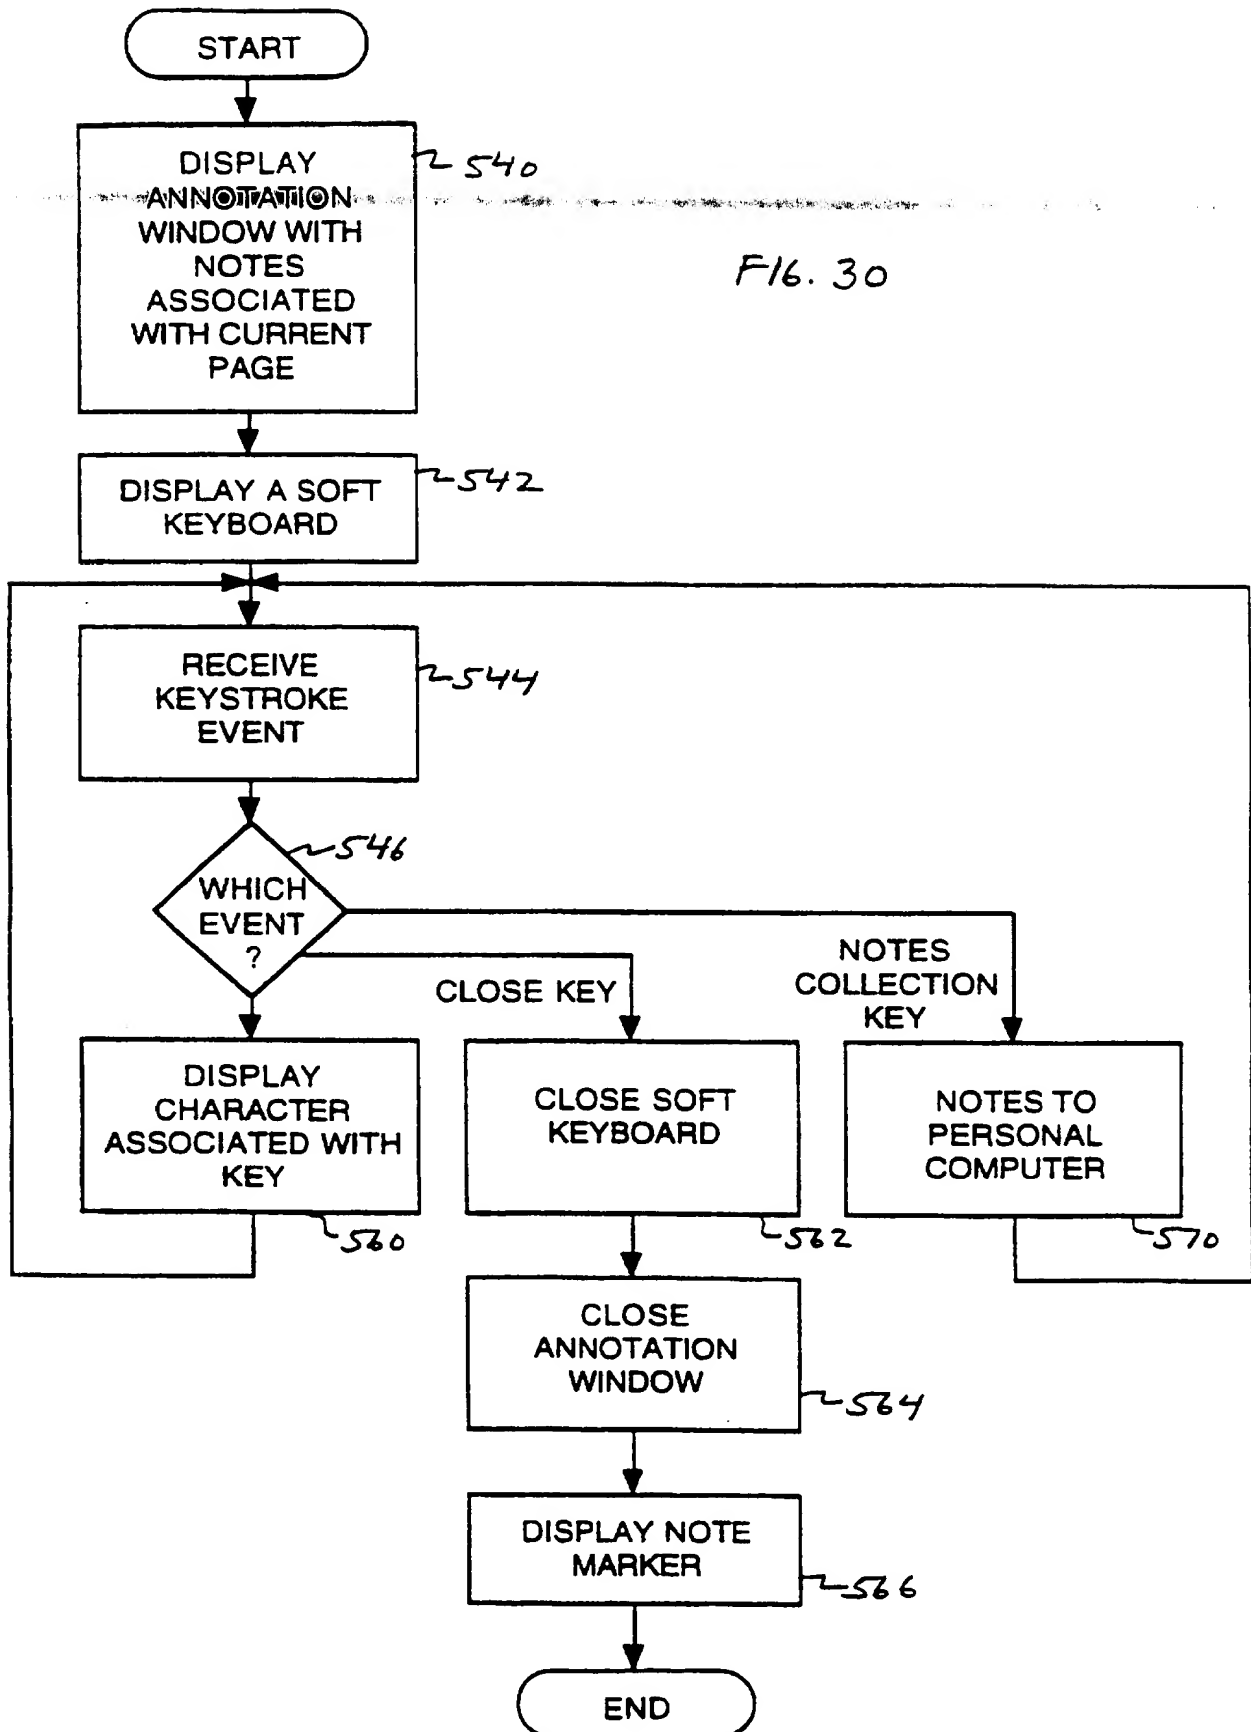 START
DISPLAY
ANNOTATION
WINDOW WITH
NOTES
ASSOCIATED
WITH CURRENT
PAGE
540
FIG. 30
DISPLAY A SOFT
KEYBOARD
542
RECEIVE
KEYSTROKE
EVENT
544
WHICH
EVENT
?
546
CLOSE KEY
NOTES
COLLECTION
KEY
DISPLAY
CHARACTER
ASSOCIATED WITH
KEY
560
CLOSE SOFT
KEYBOARD
562
NOTES TO
PERSONAL
COMPUTER
570
CLOSE
ANNOTATION
WINDOW
564
DISPLAY NOTE
MARKER
566
END